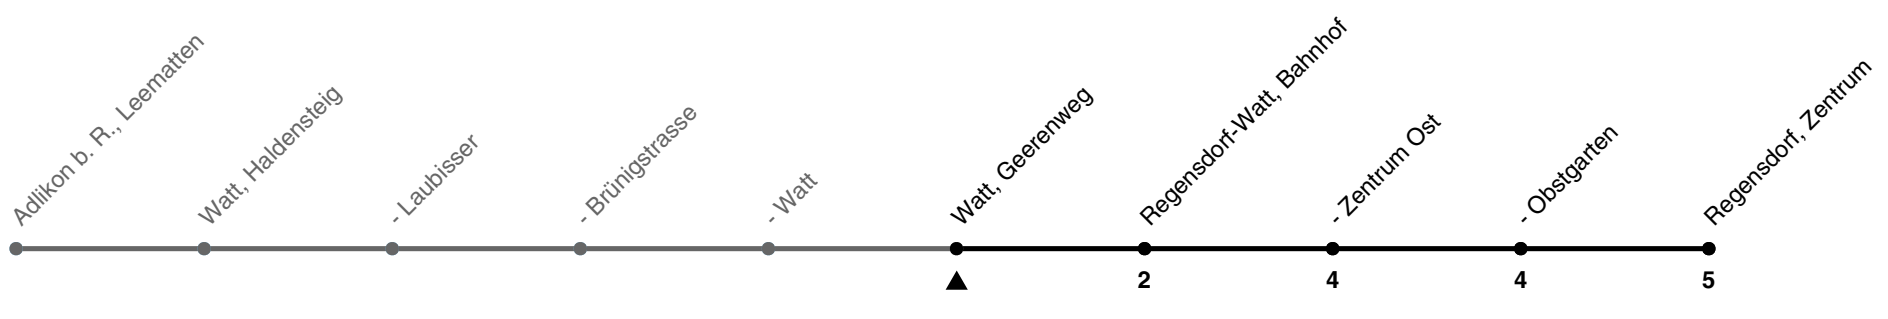 Adlikon b. R., Leematten
Watt, Haldensteig
- Laubisser
- Brünigstrasse
- Watt
Watt, Geerenweg
Regensdorf-Watt, Bahnhof
- Zentrum Ost
- Obstgarten
Regensdorf, Zentrum
2
4
4
5